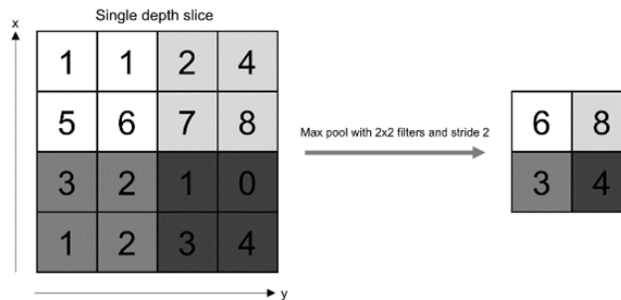 Single depth slice
x
1 1 2 4
5 6 7 8
3 2 1 0
1 2 3 4
y
Max pool with 2x2 filters and stride 2
6 8
3 4